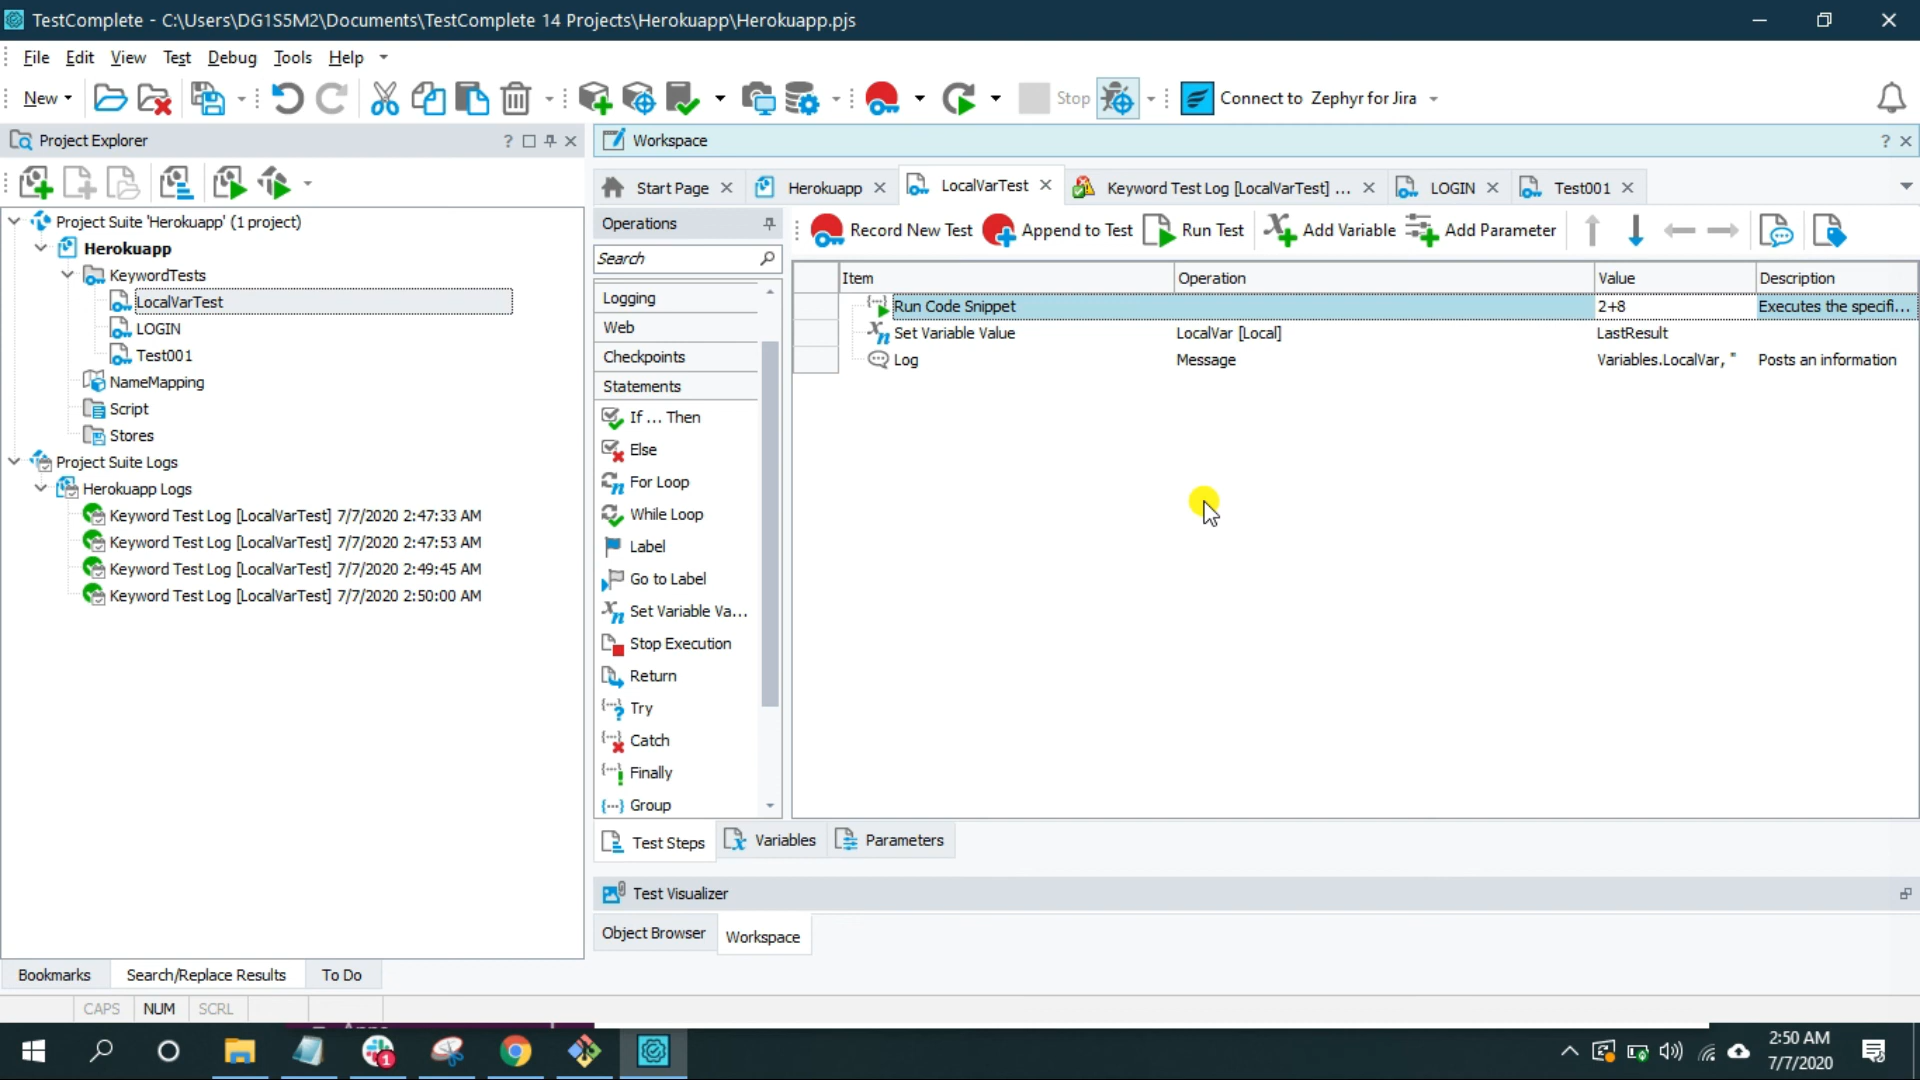 TestComplete - C:\Users\DG1S5M2\Documents\TestComplete 14 Projects\Herokuapp\Herokuapp.pjs
File Edit View Test Debug Tools Help
New Stop Connect to Zephyr for Jira
Project Explorer ?
Workspace ?
Start Page Herokuapp LocalVarTest Keyword Test Log [LocalVarTest] ... LOGIN Test001
Project Suite 'Herokuapp' (1 project)
Herokuapp
KeywordTests
LocalVarTest
LOGIN
Test001
NameMapping
Script
Stores
Project Suite Logs
Herokuapp Logs
Keyword Test Log [LocalVarTest] 7/7/2020 2:47:33 AM
Keyword Test Log [LocalVarTest] 7/7/2020 2:47:53 AM
Keyword Test Log [LocalVarTest] 7/7/2020 2:49:45 AM
Keyword Test Log [LocalVarTest] 7/7/2020 2:50:00 AM
Operations
Search
Logging
Web
Checkpoints
Statements
If ... Then
Else
For Loop
While Loop
Label
Go to Label
Set Variable Va...
Stop Execution
Return
Try
Catch
Finally
Group
Record New Test Append to Test Run Test Add Variable Add Parameter
Item Operation Value Description
Run Code Snippet 2+8 Executes the specifi...
Set Variable Value LocalVar [Local] LastResult
Log Message Variables.LocalVar, " Posts an information
Test Steps Variables Parameters
Test Visualizer
Object Browser Workspace
Bookmarks Search/Replace Results To Do
CAPS NUM SCRL
1
2:50 AM
7/7/2020